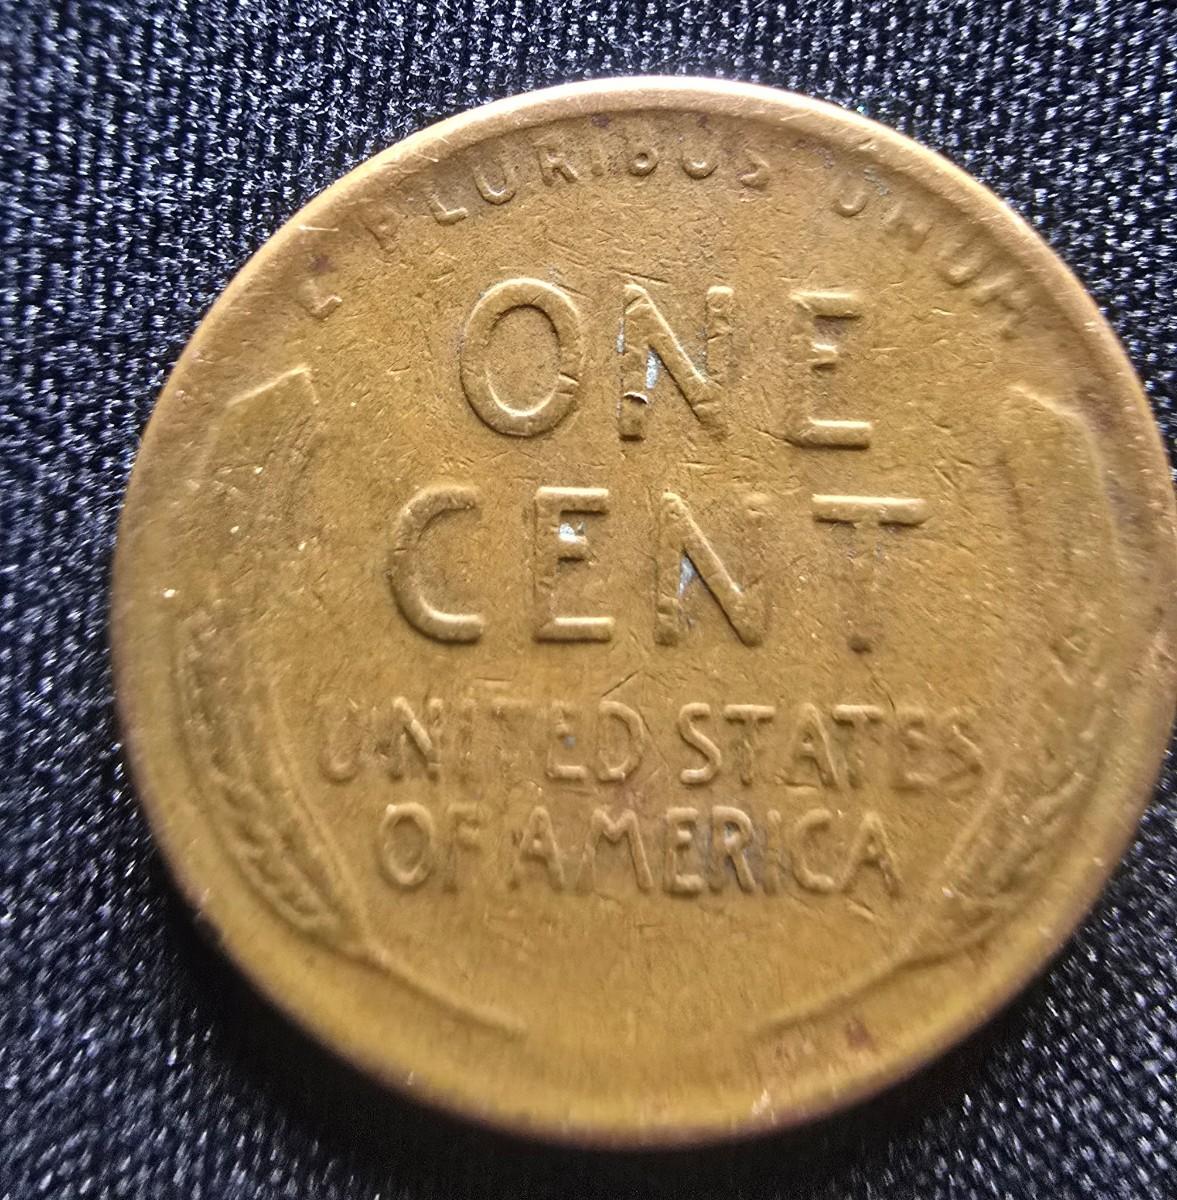 E PLURIBUS UNUM
ONE
CENT
UNITED STATES
OF AMERICA